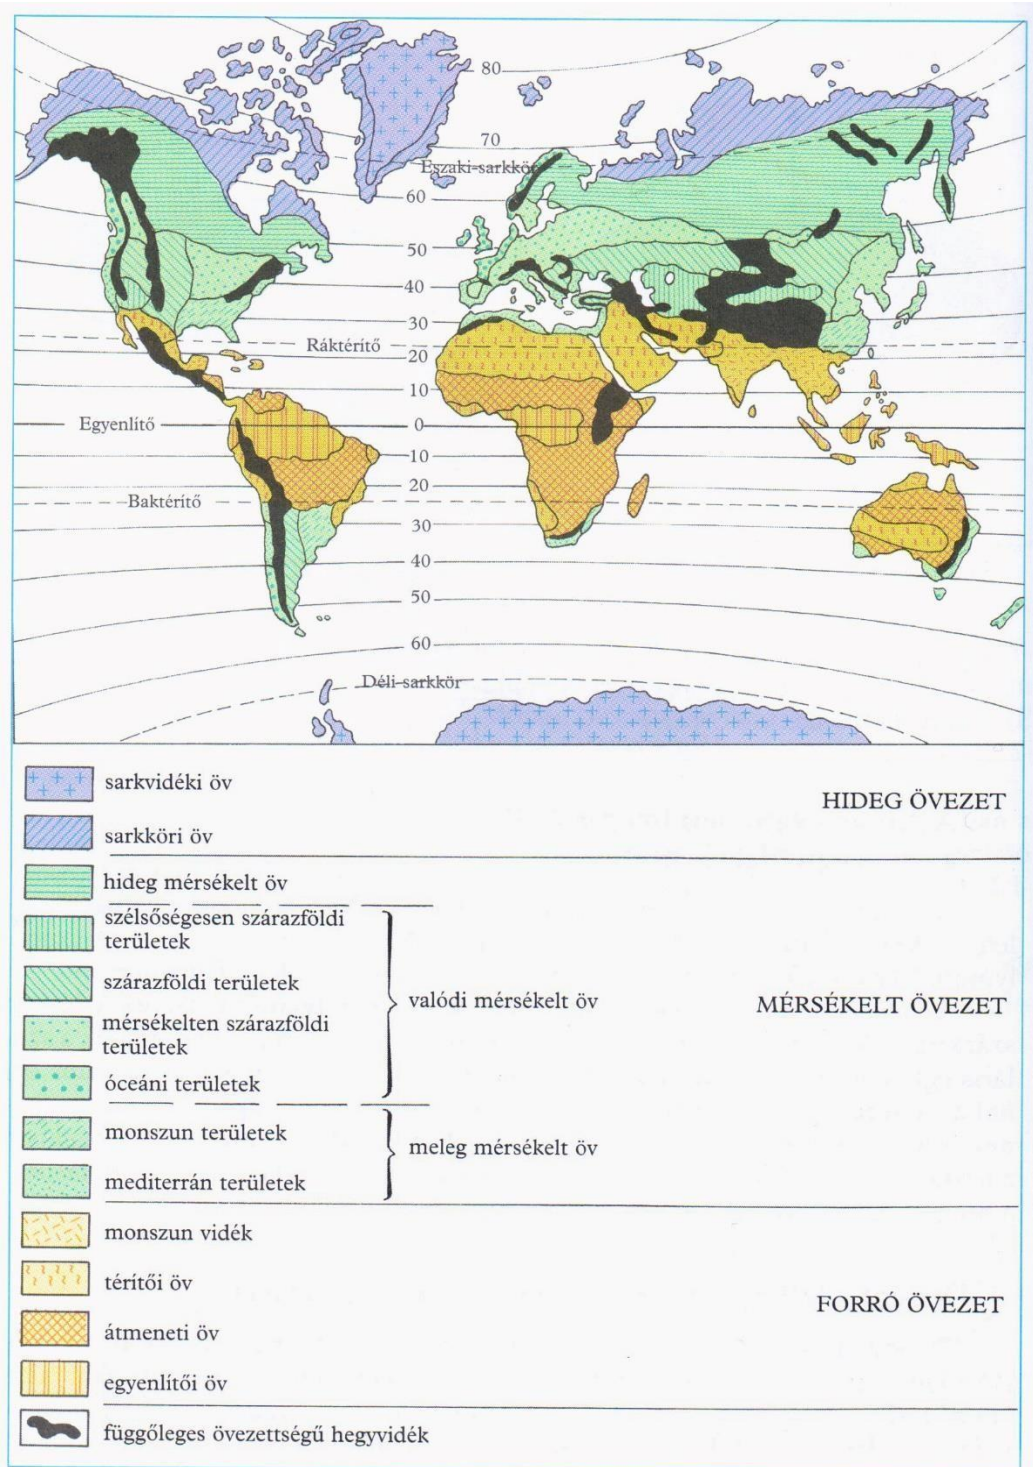 80
70
Északi-sarkkör
60
50
40
30
Ráktérítő
20
10
Egyenlítő
0
10
20
Baktérítő
30
40
50
60
Déli-sarkkör
sarkvidéki öv
HIDEG ÖVEZET
sarkköri öv
hideg mérsékelt öv
szélsőségesen szárazföldi
területek
szárazföldi területek
valódi mérsékelt öv
MÉRSÉKELT ÖVEZET
mérsékelten szárazföldi
területek
óceáni területek
monszun területek
meleg mérsékelt öv
mediterrán területek
monszun vidék
térítői öv
FORRÓ ÖVEZET
átmeneti öv
egyenlítői öv
függőleges övezettségű hegyvidék